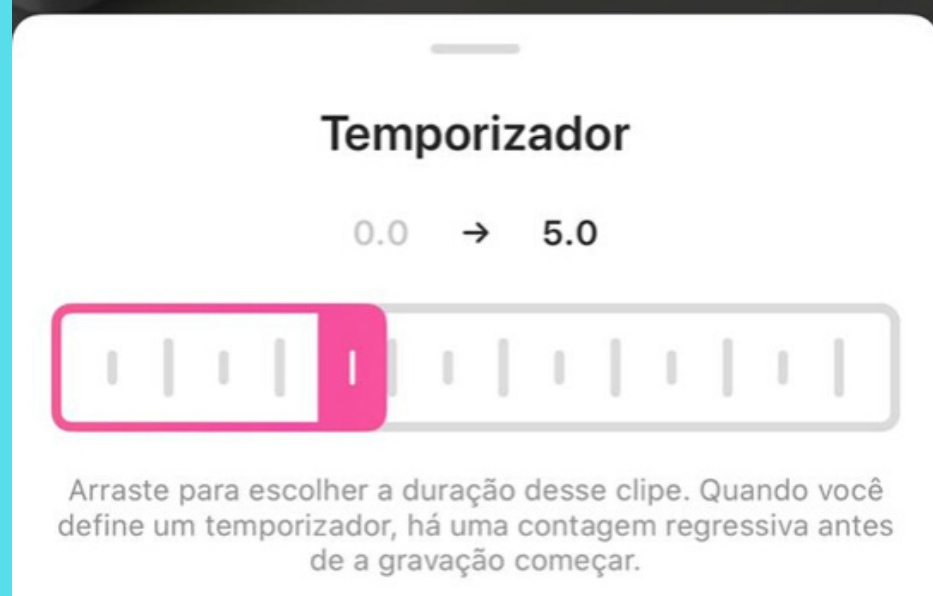 Temporizador
0.0 → 5.0
Arraste para escolher a duração desse clipe. Quando você
define um temporizador, há uma contagem regressiva antes
de a gravação começar.